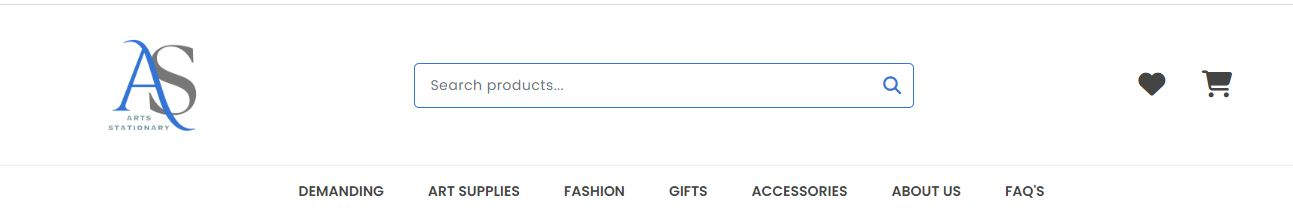 AS
ARTS
STATIONARY
Search products...
DEMANDING ART SUPPLIES FASHION GIFTS ACCESSORIES ABOUT US FAQ'S